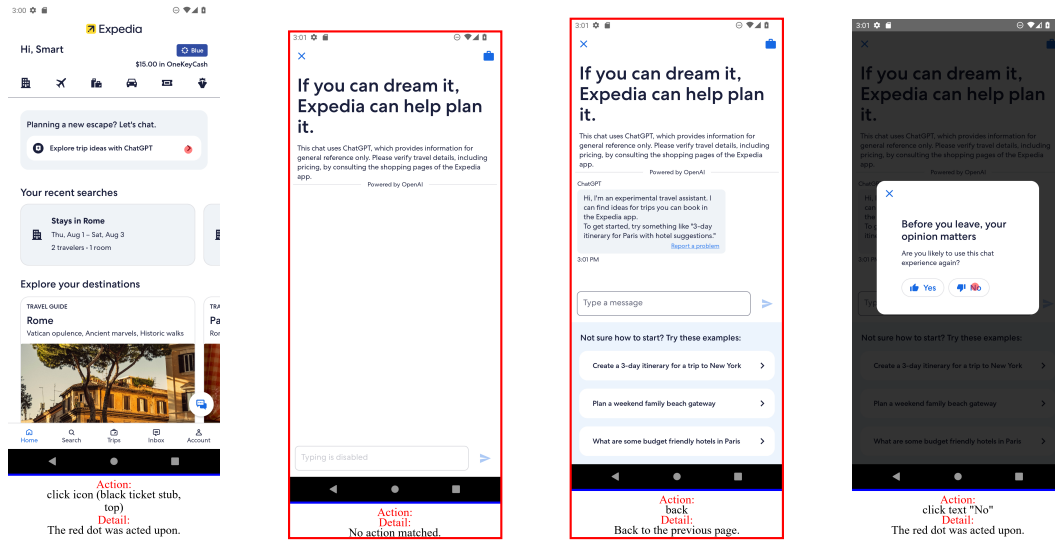 3:00
Expedia
Hi, Smart
Blue
$15.00 in OneKeyCash
Planning a new escape? Let's chat.
Explore trip ideas with ChatGPT
Your recent searches
Stays in Rome
Thu, Aug 1 – Sat, Aug 3
2 travelers • 1 room
Explore your destinations
TRAVEL GUIDE
Rome
Vatican opulence, Ancient marvels, Historic walks
TRA
Pa
Ror
Home
Search
Trips
Inbox
Account
Action:
click icon (black ticket stub,
top)
Detail:
The red dot was acted upon.
3:01
If you can dream it,
Expedia can help plan
it.
This chat uses ChatGPT, which provides information for
general reference only. Please verify travel details, including
pricing, by consulting the shopping pages of the Expedia
app.
Powered by OpenAI
Typing is disabled
Action:
Detail:
No action matched.
3:01
If you can dream it,
Expedia can help plan
it.
This chat uses ChatGPT, which provides information for
general reference only. Please verify travel details, including
pricing, by consulting the shopping pages of the Expedia
app.
Powered by OpenAI
ChatGPT
Hi, I'm an experimental travel assistant. I
can find ideas for trips you can book in
the Expedia app.
To get started, try something like "3-day
itinerary for Paris with hotel suggestions."
Report a problem
3:01 PM
Type a message
Not sure how to start? Try these examples:
Create a 3-day itinerary for a trip to New York
Plan a weekend family beach gateway
What are some budget friendly hotels in Paris
Action:
back
Detail:
Back to the previous page.
3:01
If you can dream it,
Expedia can help plan
it.
This chat uses ChatGPT, which provides information for
general reference only. Please verify travel details, including
pricing, by consulting the shopping pages of the Expedia
app.
Powered by OpenAI
ChatGPT
Before you leave, your
opinion matters
Are you likely to use this chat
experience again?
Yes
No
Not sure how to start? Try these examples:
Create a 3-day itinerary for a trip to New York
Plan a weekend family beach gateway
What are some budget friendly hotels in Paris
Action:
click text "No"
Detail:
The red dot was acted upon.